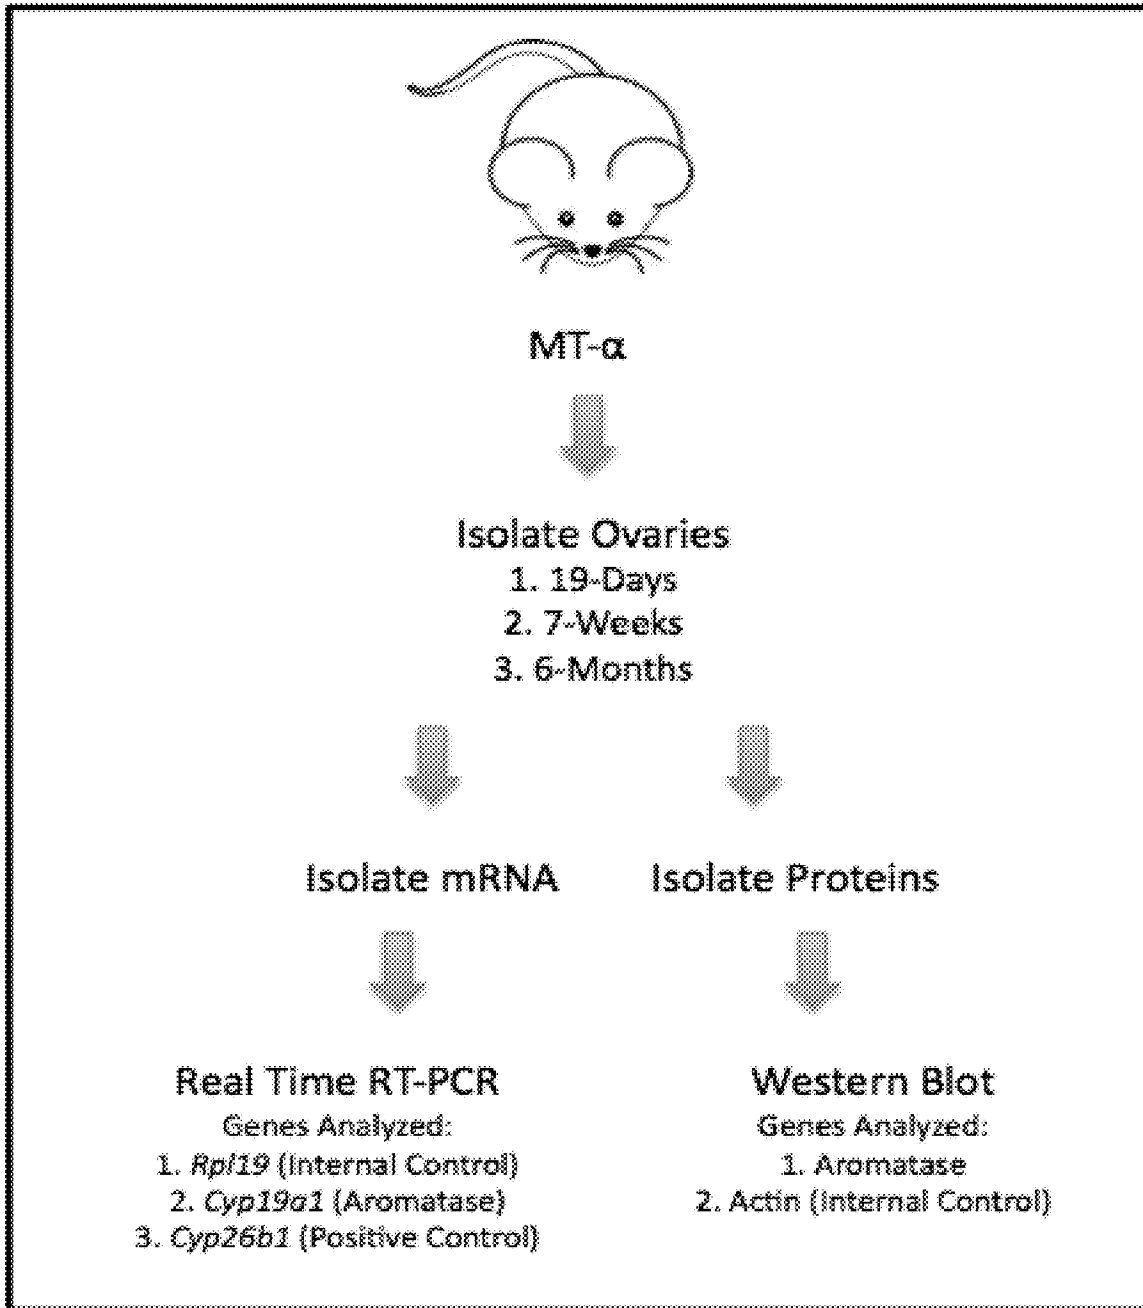 MT-α
Isolate Ovaries
1. 19-Days
2. 7-Weeks
3. 6-Months
Isolate mRNA
Isolate Proteins
Real Time RT-PCR
Genes Analyzed:
1. Rpl19 (Internal Control)
2. Cyp19a1 (Aromatase)
3. Cyp26b1 (Positive Control)
Western Blot
Genes Analyzed:
1. Aromatase
2. Actin (Internal Control)